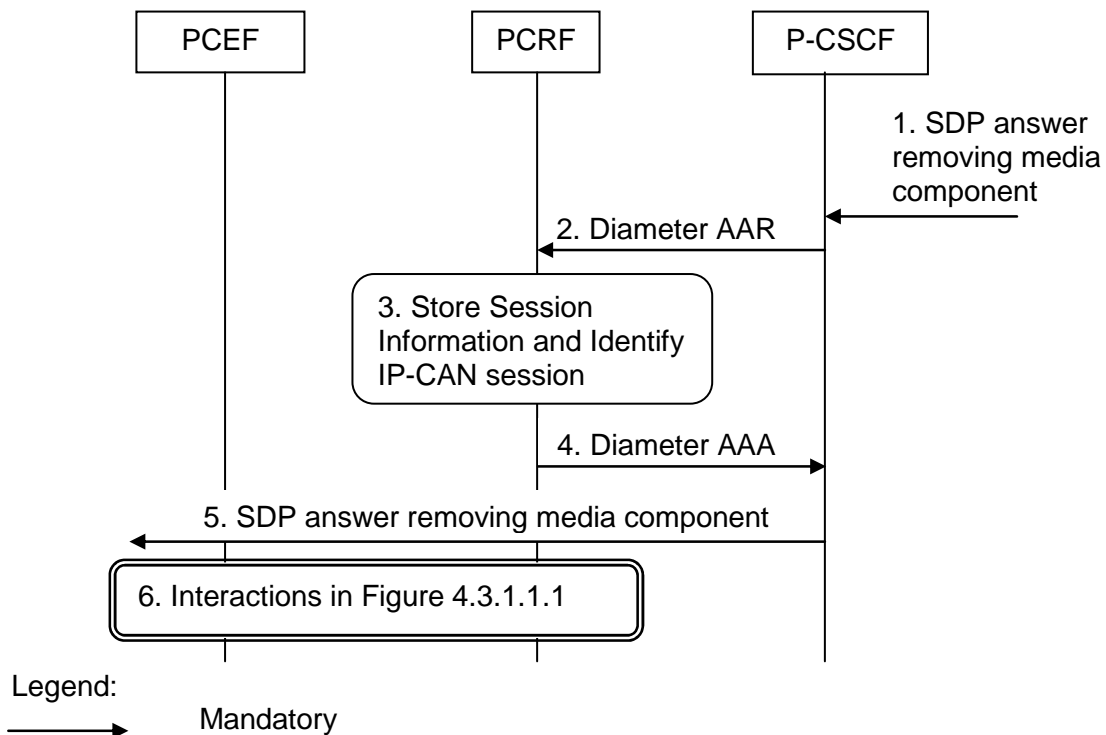 PCEF
PCRF
P-CSCF
1. SDP answer
removing media
component
2. Diameter AAR
3. Store Session
Information and Identify
IP-CAN session
4. Diameter AAA
5. SDP answer removing media component
6. Interactions in Figure 4.3.1.1.1
Legend:
Mandatory